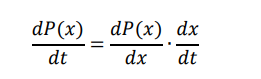 dP(x)/dt = dP(x)/dx · dx/dt